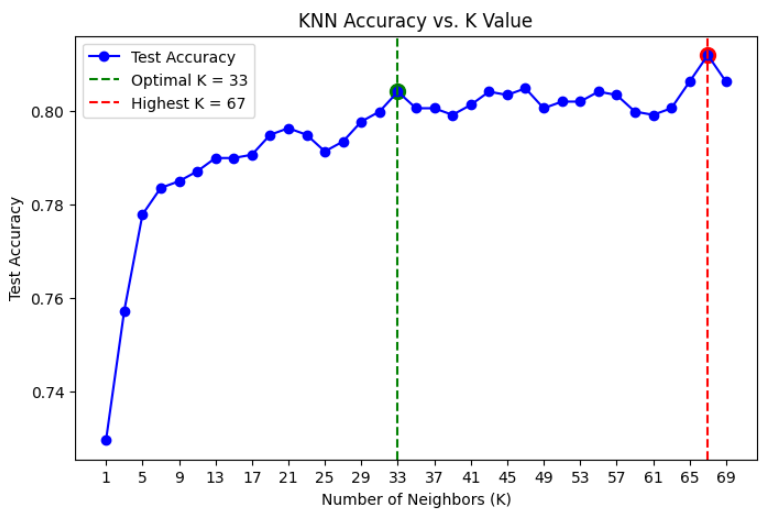 KNN Accuracy vs. K Value
Test Accuracy
Optimal K = 33
Highest K = 67
Test Accuracy
0.80
0.78
0.76
0.74
1 5 9 13 17 21 25 29 33 37 41 45 49 53 57 61 65 69
Number of Neighbors (K)